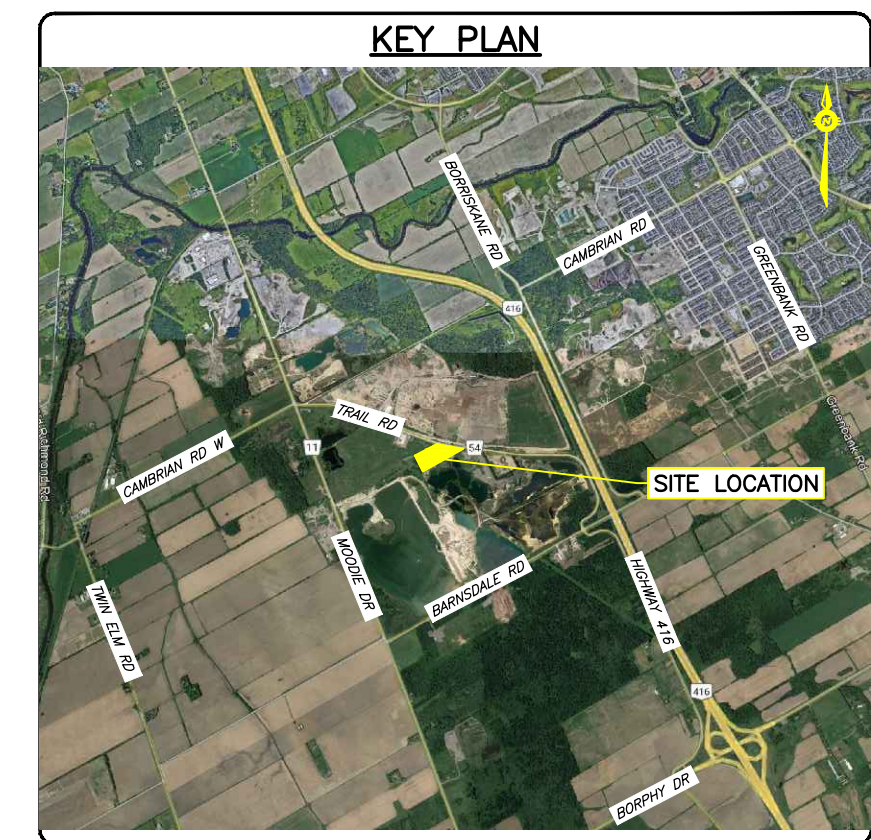 KEY PLAN
N
BORRISKANE RD
CAMBRIAN RD
GREENBANK RD
416
TRAIL RD
Greenbank Rd
11
54
CAMBRIAN RD W
Richmond Rd
SITE LOCATION
MOODIE DR
BARNSDALE RD
TWIN ELM RD
HIGHWAY 416
416
BORPHY DR